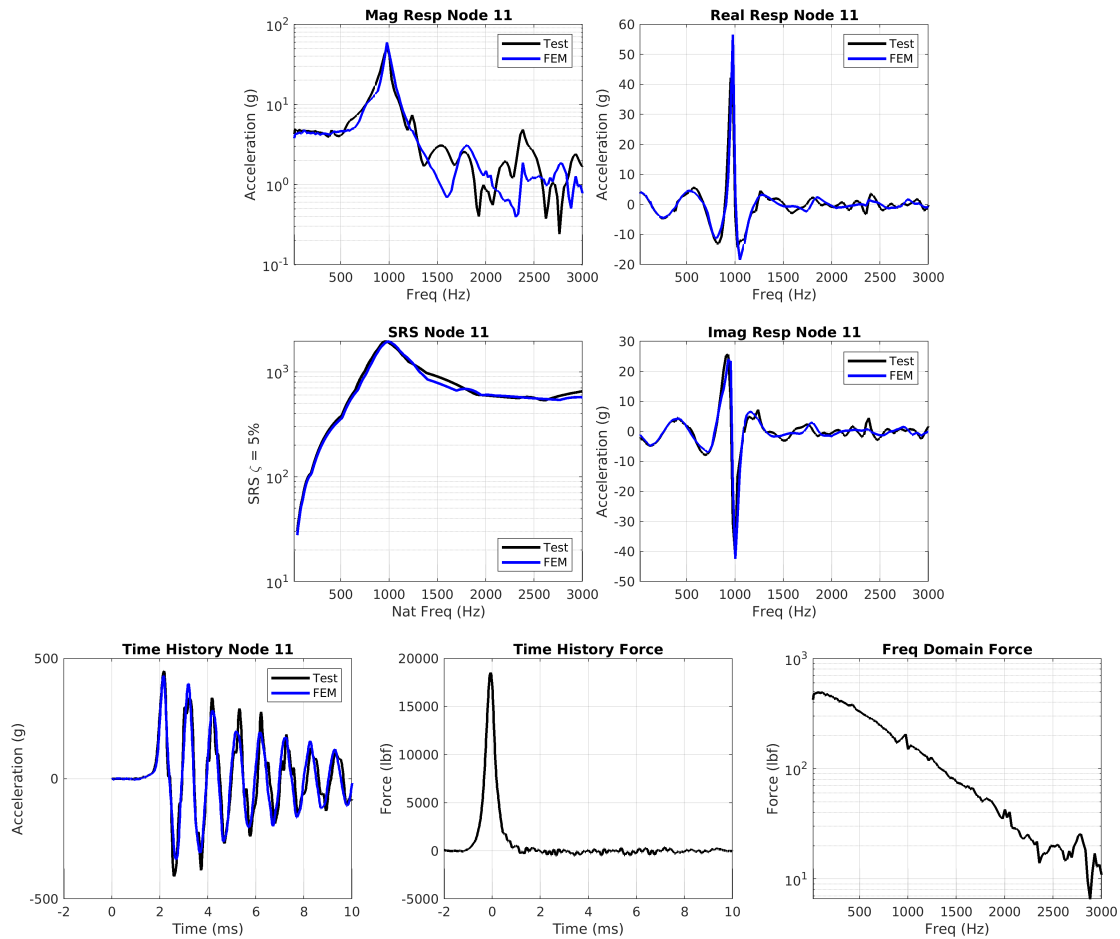 Mag Resp Node 11
Acceleration (g)
10^2
10^1
10^0
10^-1
Test
FEM
500 1000 1500 2000 2500 3000
Freq (Hz)
Real Resp Node 11
Acceleration (g)
60
50
40
30
20
10
0
-10
-20
Test
FEM
500 1000 1500 2000 2500 3000
Freq (Hz)
SRS Node 11
SRS ζ = 5%
10^3
10^2
10^1
Test
FEM
500 1000 1500 2000 2500 3000
Nat Freq (Hz)
Imag Resp Node 11
Acceleration (g)
30
20
10
0
-10
-20
-30
-40
-50
Test
FEM
500 1000 1500 2000 2500 3000
Freq (Hz)
Time History Node 11
Acceleration (g)
500
0
-500
Test
FEM
-2 0 2 4 6 8 10
Time (ms)
Time History Force
Force (lbf)
20000
15000
10000
5000
0
-5000
-2 0 2 4 6 8 10
Time (ms)
Freq Domain Force
Force (lbf)
10^3
10^2
10^1
500 1000 1500 2000 2500 3000
Freq (Hz)